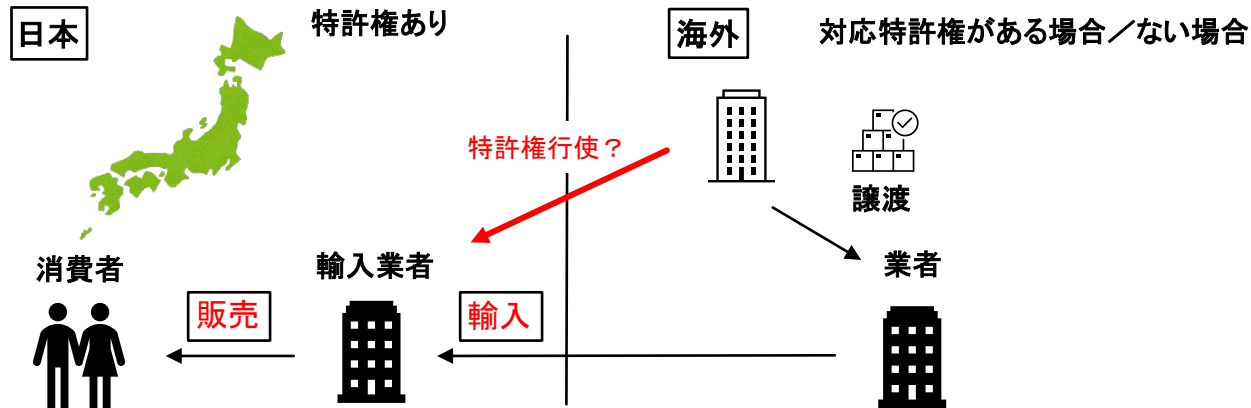 日本
特許権あり
海外
対応特許権がある場合／ない場合
特許権行使？
譲渡
消費者
輸入業者
業者
販売
輸入